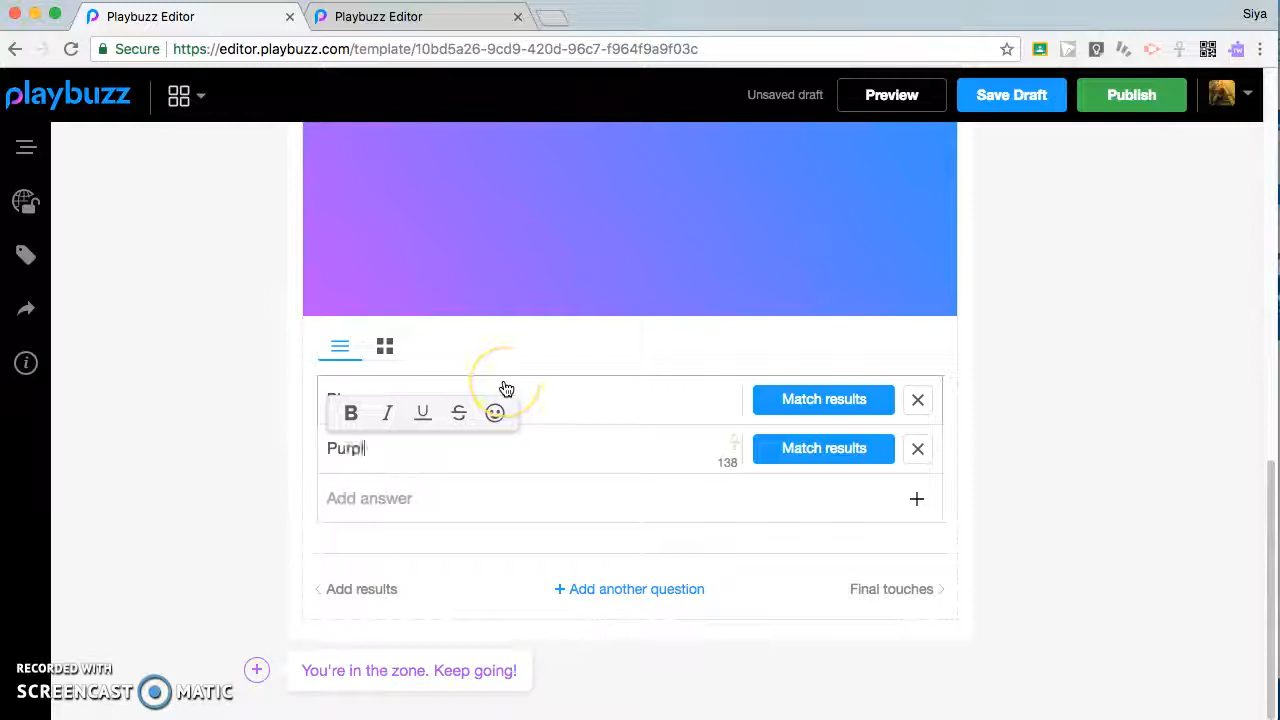 Playbuzz Editor
Playbuzz Editor
Siya
Secure
https://editor.playbuzz.com/template/10bd5a26-9cd9-420d-96c7-f964f9a9f03c
playbuzz
Unsaved draft
Preview
Save Draft
Publish
Match results
B I U S
Purpl
138
Match results
Add answer
Add results
+ Add another question
Final touches
You're in the zone. Keep going!
RECORDED WITH
SCREENCAST MATIC